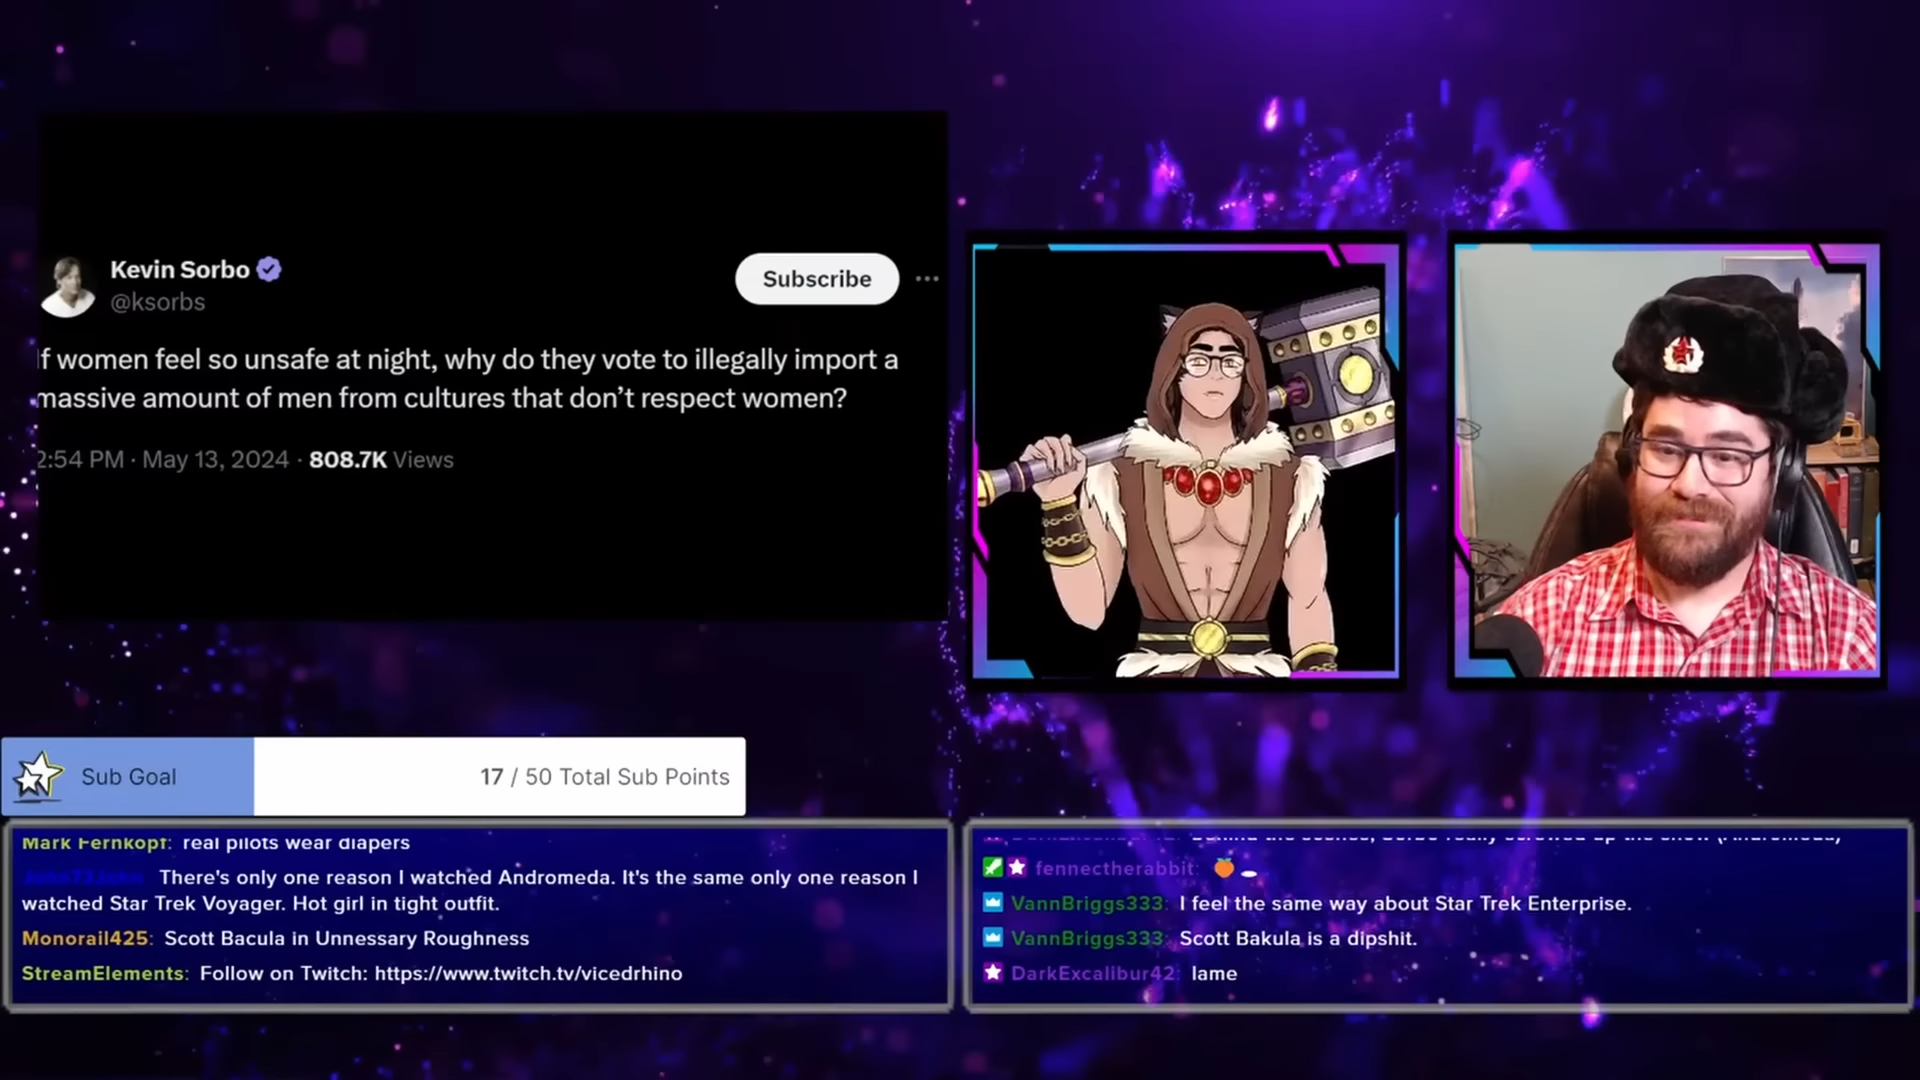 Kevin Sorbo
@ksorbs
Subscribe
If women feel so unsafe at night, why do they vote to illegally import a
massive amount of men from cultures that don’t respect women?
2:54 PM · May 13, 2024 · 808.7K Views
Sub Goal
17 / 50 Total Sub Points
Mark Fernkopf: real pilots wear diapers
There's only one reason I watched Andromeda. It's the same only one reason I
watched Star Trek Voyager. Hot girl in tight outfit.
Monorail425: Scott Bacula in Unnessary Roughness
StreamElements: Follow on Twitch: https://www.twitch.tv/vicedrhino
fennectherabbit:
VannBriggs333: I feel the same way about Star Trek Enterprise.
VannBriggs333: Scott Bakula is a dipshit.
DarkExcalibur42: lame